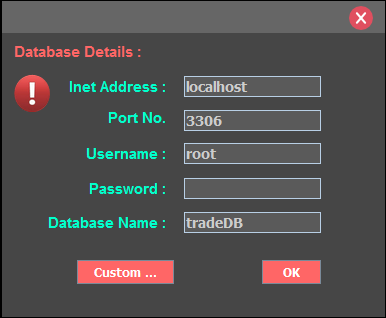 Database Details :
Inet Address : localhost
Port No. 3306
Username : root
Password :
Database Name : tradeDB
Custom ... OK